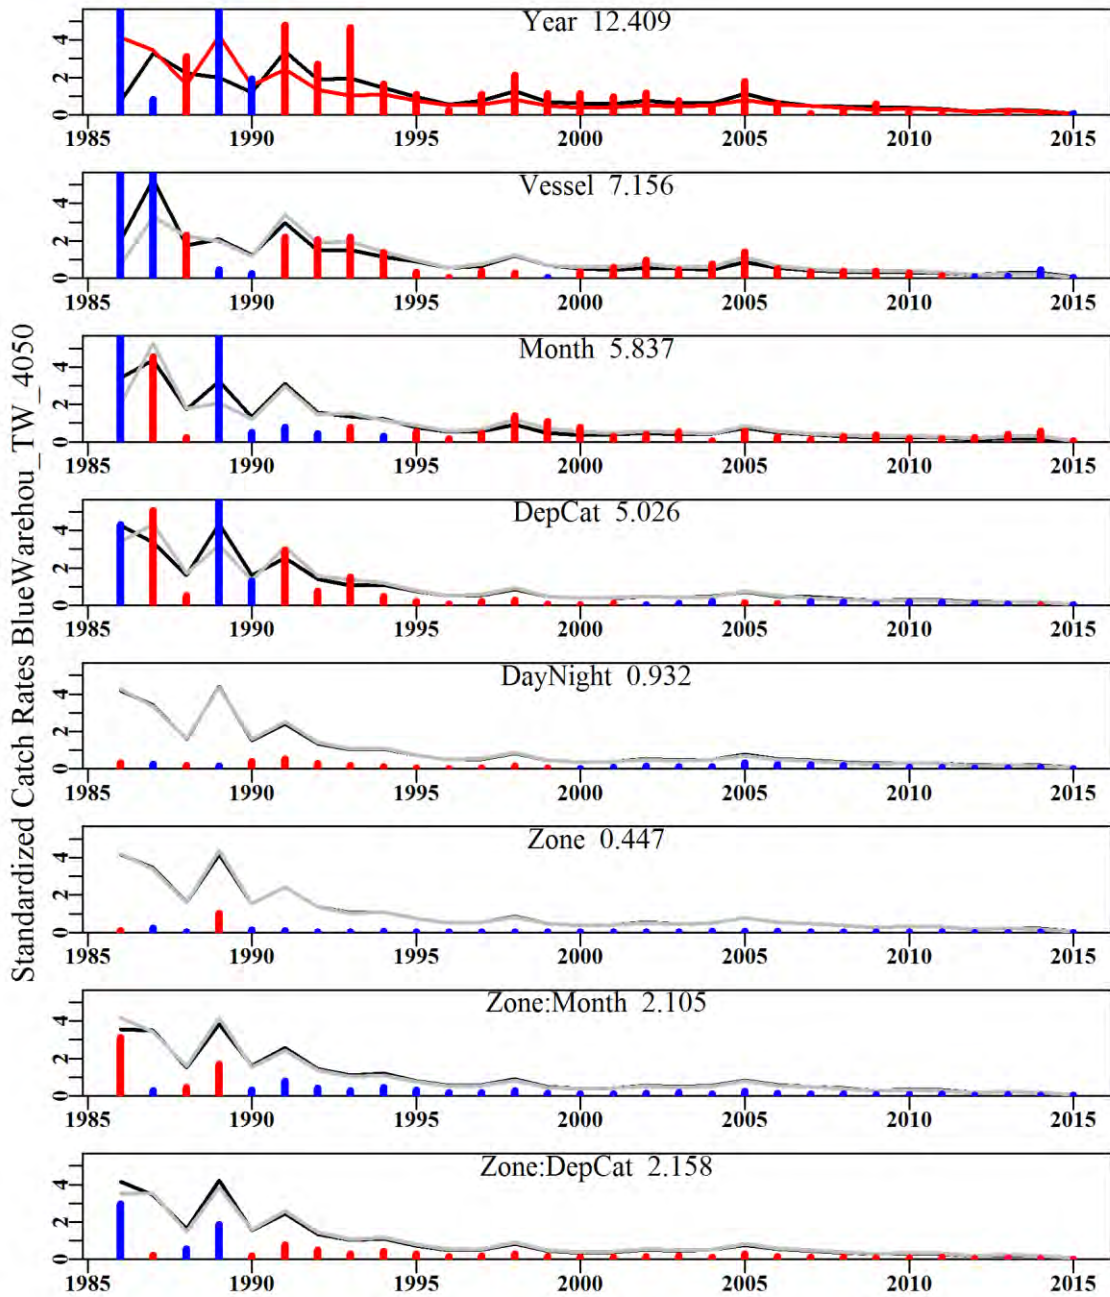 Standardized Catch Rates BlueWarehou_TW_4050
Year 12.409
0 2 4
1985 1990 1995 2000 2005 2010 2015
Vessel 7.156
0 2 4
1985 1990 1995 2000 2005 2010 2015
Month 5.837
0 2 4
1985 1990 1995 2000 2005 2010 2015
DepCat 5.026
0 2 4
1985 1990 1995 2000 2005 2010 2015
DayNight 0.932
0 2 4
1985 1990 1995 2000 2005 2010 2015
Zone 0.447
0 2 4
1985 1990 1995 2000 2005 2010 2015
Zone:Month 2.105
0 2 4
1985 1990 1995 2000 2005 2010 2015
Zone:DepCat 2.158
0 2 4
1985 1990 1995 2000 2005 2010 2015